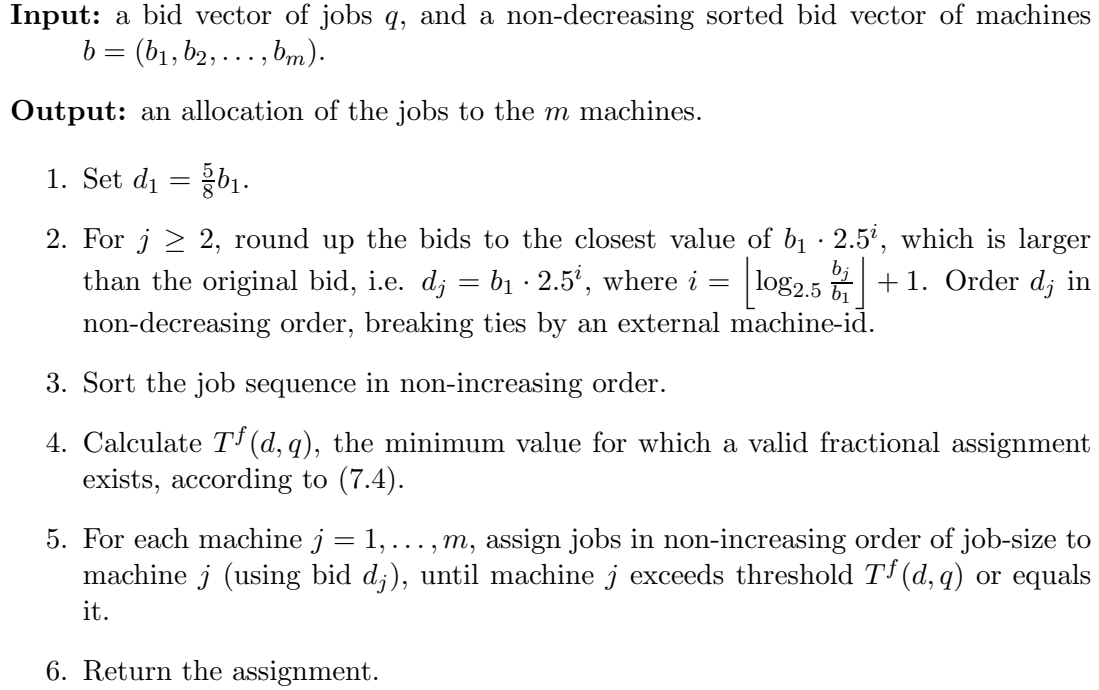 Input: a bid vector of jobs q, and a non-decreasing sorted bid vector of machines
b = (b₁, b₂, . . . , bₘ).
Output: an allocation of the jobs to the m machines.
1. Set d₁ = 5/8 b₁.
2. For j ≥ 2, round up the bids to the closest value of b₁ · 2.5ⁱ, which is larger
than the original bid, i.e. dⱼ = b₁ · 2.5ⁱ, where i = ⌊log₂.₅ bⱼ/b₁⌋ + 1. Order dⱼ in
non-decreasing order, breaking ties by an external machine-id.
3. Sort the job sequence in non-increasing order.
4. Calculate Tᶠ(d, q), the minimum value for which a valid fractional assignment
exists, according to (7.4).
5. For each machine j = 1, . . . , m, assign jobs in non-increasing order of job-size to
machine j (using bid dⱼ), until machine j exceeds threshold Tᶠ(d, q) or equals
it.
6. Return the assignment.